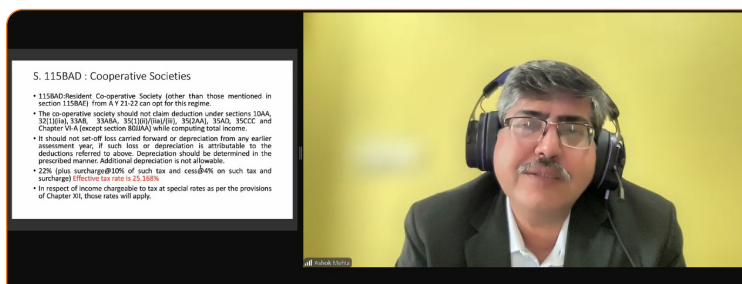 S. 115BAD : Cooperative Societies
• 115BAD:Resident Co-operative Society (other than those mentioned in
section 115BAE) from A Y 21-22 can opt for this regime.
• The co-operative society should not claim deduction under sections 10AA,
32(1)(iia), 33AB, 33ABA, 35(1)(ii)/(iia)/(iii), 35(2AA), 35AD, 35CCC and
Chapter VI-A (except section 80JJAA) while computing total income.
• It should not set-off loss carried forward or depreciation from any earlier
assessment year, if such loss or depreciation is attributable to the
deductions referred to above. Depreciation should be determined in the
prescribed manner. Additional depreciation is not allowable.
• 22% (plus surcharge@10% of such tax and cess@4% on such tax and
surcharge) Effective tax rate is 25.168%
• In respect of income chargeable to tax at special rates as per the provisions
of Chapter XII, those rates will apply.
Ashok Mehta